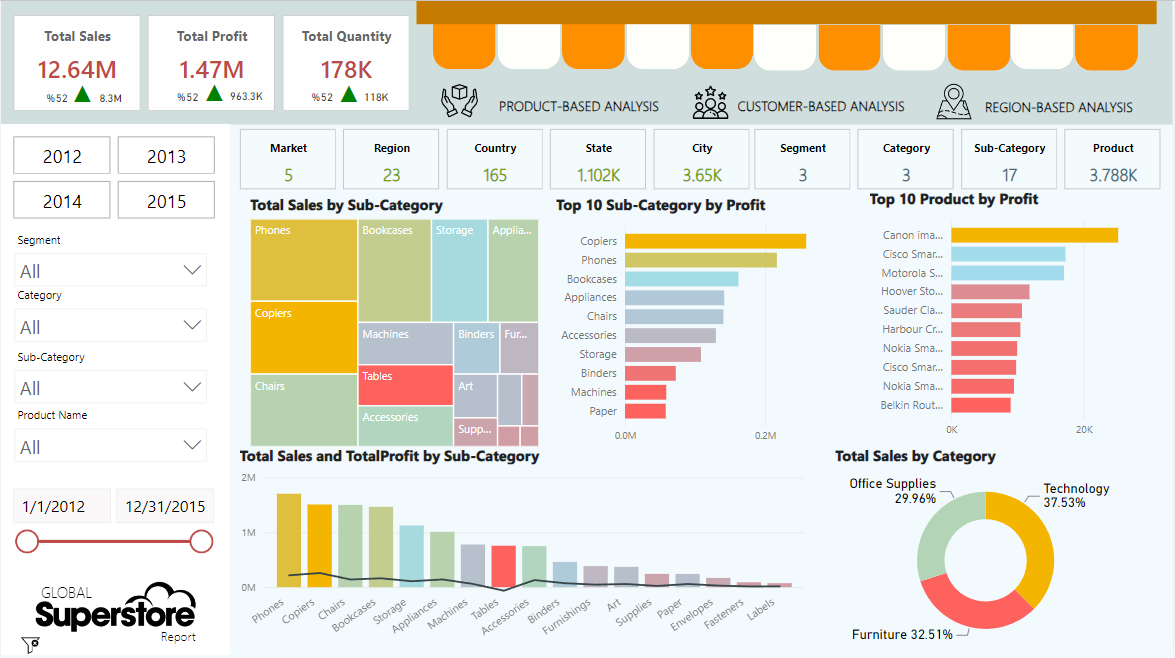 Total Sales
12.64M
%52 8.3M
Total Profit
1.47M
%52 963.3K
Total Quantity
178K
%52 118K
PRODUCT-BASED ANALYSIS
CUSTOMER-BASED ANALYSIS
REGION-BASED ANALYSIS
2012
2013
2014
2015
Segment
All
Category
All
Sub-Category
All
Product Name
All
1/1/2012
12/31/2015
GLOBAL
Superstore
Report
Market
5
Region
23
Country
165
State
1.102K
City
3.65K
Segment
3
Category
3
Sub-Category
17
Product
3.788K
Total Sales by Sub-Category
Phones
Bookcases
Storage
Applia...
Copiers
Machines
Binders
Fur...
Chairs
Tables
Art
Accessories
Supp...
Top 10 Sub-Category by Profit
Copiers
Phones
Bookcases
Appliances
Chairs
Accessories
Storage
Binders
Machines
Paper
0.0M
0.2M
Top 10 Product by Profit
Canon ima...
Cisco Smar...
Motorola S...
Hoover Sto...
Sauder Cla...
Harbour Cr...
Nokia Sma...
Cisco Smar...
Nokia Sma...
Belkin Rout...
0K
20K
Total Sales and TotalProfit by Sub-Category
2M
1M
0M
Phones
Copiers
Chairs
Bookcases
Storage
Appliances
Machines
Tables
Accessories
Binders
Furnishings
Art
Supplies
Paper
Envelopes
Fasteners
Labels
Total Sales by Category
Office Supplies
29.96%
Technology
37.53%
Furniture 32.51%